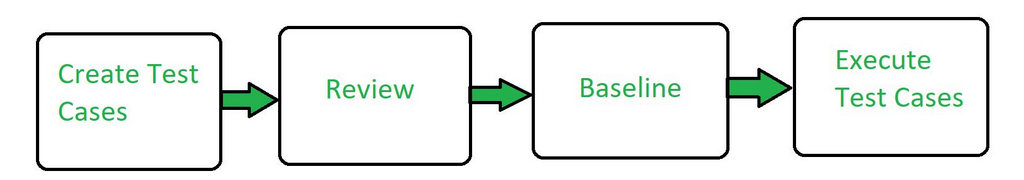 Create Test
Cases
Review
Baseline
Execute
Test Cases